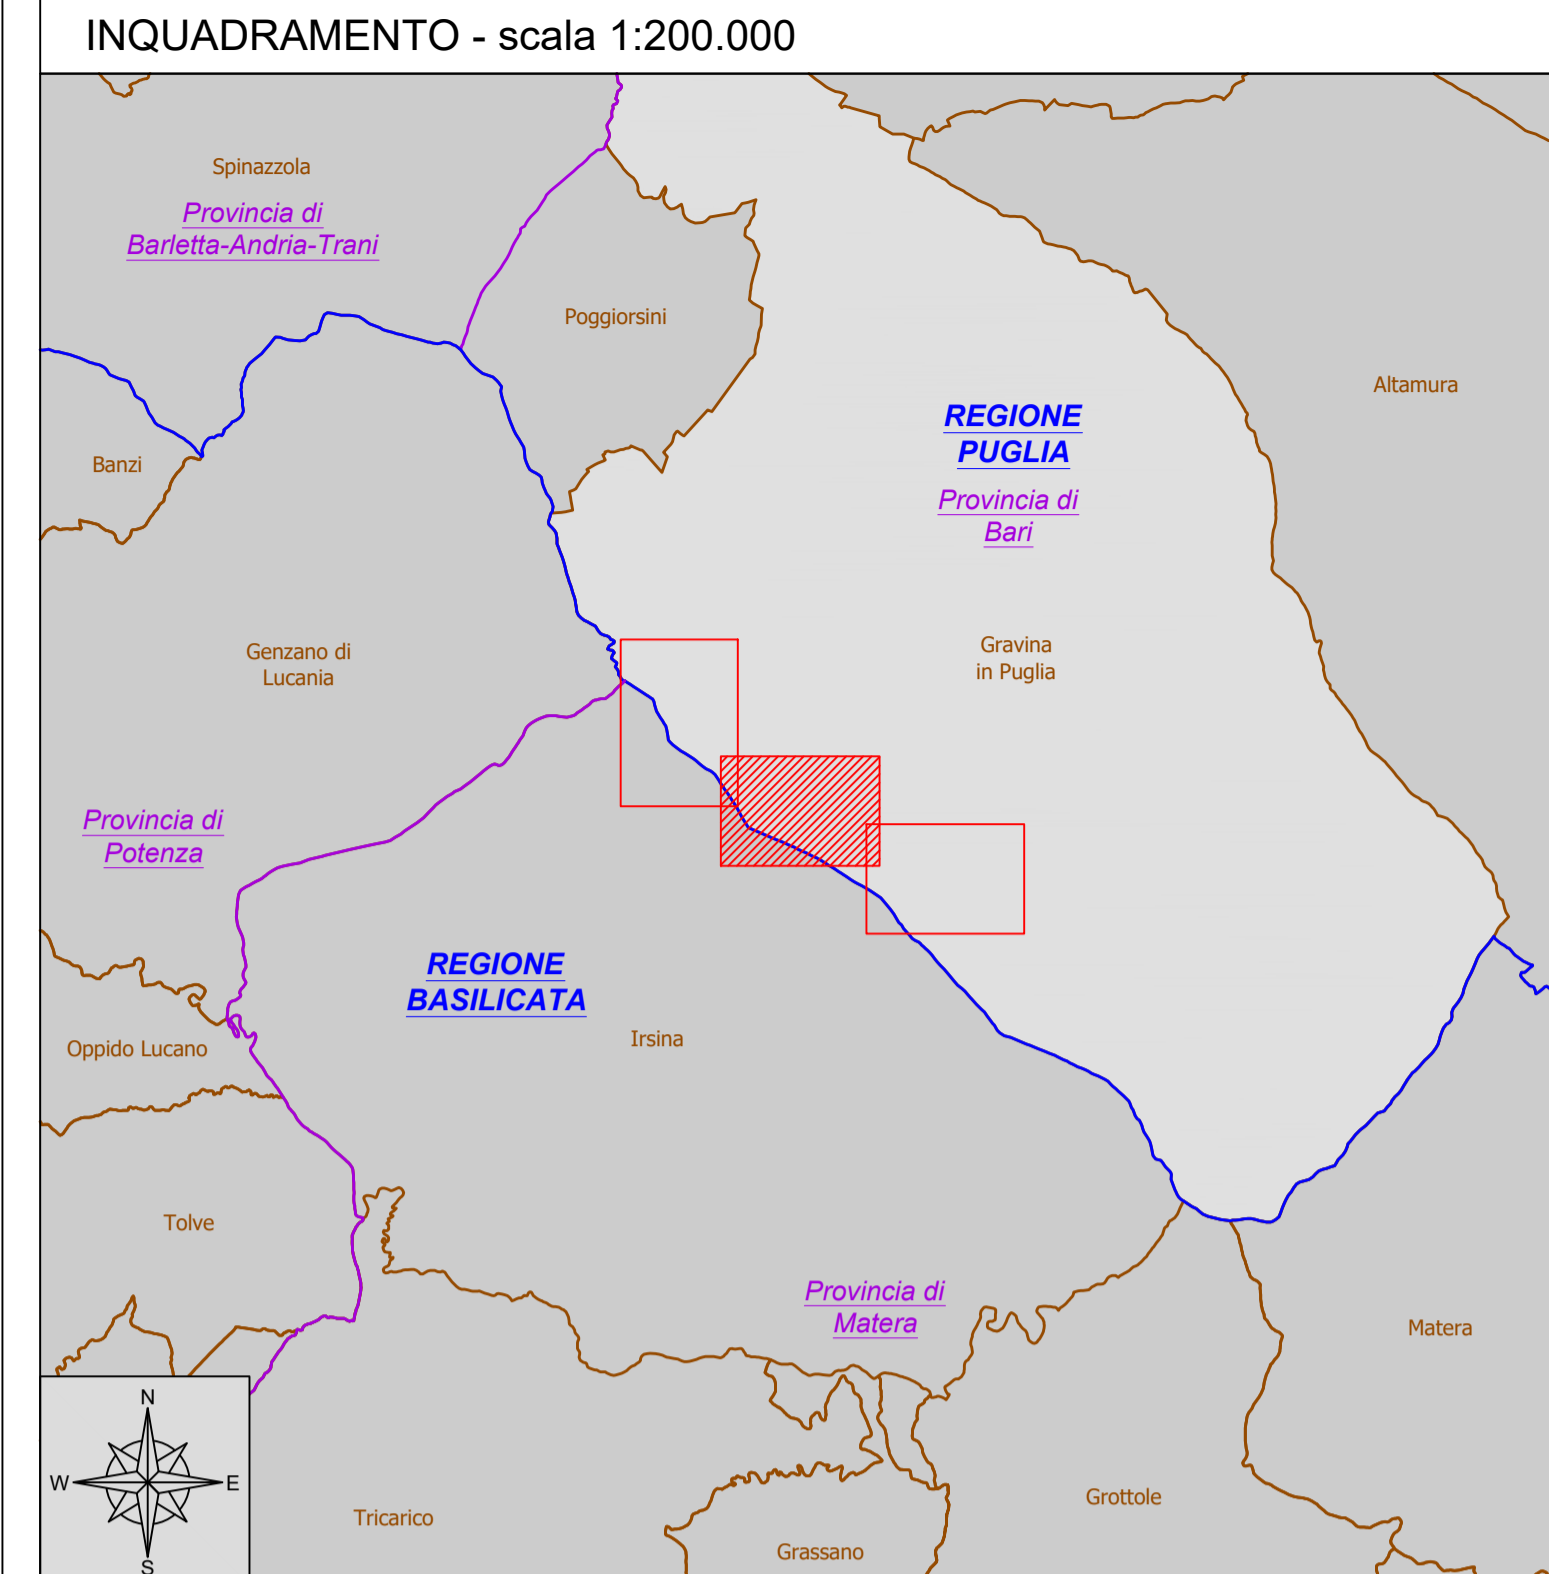 INQUADRAMENTO - scala 1:200.000
Spinazzola
Provincia di
Barletta-Andria-Trani
Poggiorsini
Altamura
REGIONE
PUGLIA
Banzi
Provincia di
Bari
Genzano di
Lucania
Gravina
in Puglia
Provincia di
Potenza
REGIONE
BASILICATA
Irsina
Oppido Lucano
Tolve
Provincia di
Matera
Matera
N
W
E
S
Tricarico
Grottole
Grassano